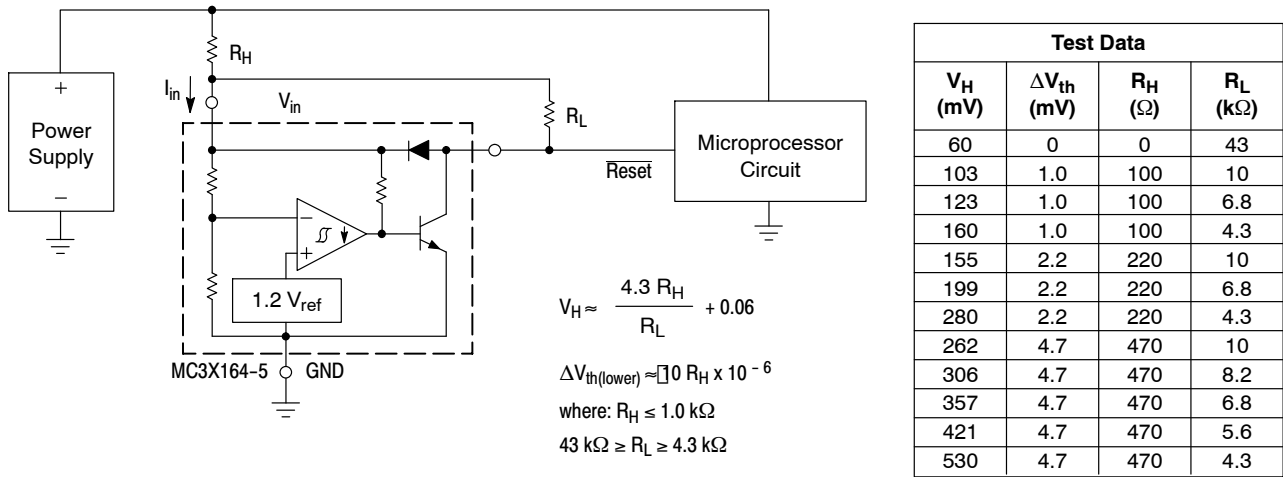 R_H
I_in
V_in
R_L
+
Power
Supply
−
Reset
Microprocessor
Circuit
−
+
1.2 V_ref
MC3X164−5
GND
V_H ≈ 4.3 R_H / R_L + 0.06
ΔV_th(lower) ≈ 10 R_H x 10^−6
where: R_H ≤ 1.0 kΩ
43 kΩ ≥ R_L ≥ 4.3 kΩ
Test Data
V_H (mV) ΔV_th (mV) R_H (Ω) R_L (kΩ)
60 0 0 43
103 1.0 100 10
123 1.0 100 6.8
160 1.0 100 4.3
155 2.2 220 10
199 2.2 220 6.8
280 2.2 220 4.3
262 4.7 470 10
306 4.7 470 8.2
357 4.7 470 6.8
421 4.7 470 5.6
530 4.7 470 4.3